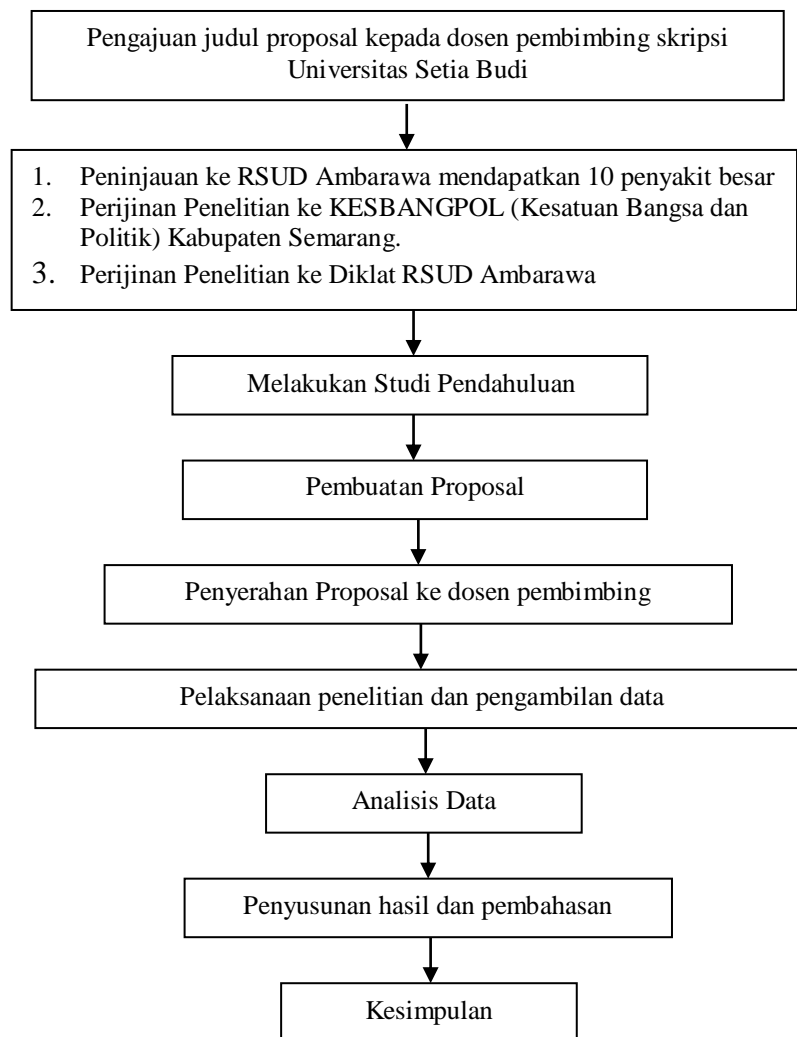 Pengajuan judul proposal kepada dosen pembimbing skripsi
Universitas Setia Budi
1. Peninjauan ke RSUD Ambarawa mendapatkan 10 penyakit besar
2. Perijinan Penelitian ke KESBANGPOL (Kesatuan Bangsa dan
Politik) Kabupaten Semarang.
3. Perijinan Penelitian ke Diklat RSUD Ambarawa
Melakukan Studi Pendahuluan
Pembuatan Proposal
Penyerahan Proposal ke dosen pembimbing
Pelaksanaan penelitian dan pengambilan data
Analisis Data
Penyusunan hasil dan pembahasan
Kesimpulan